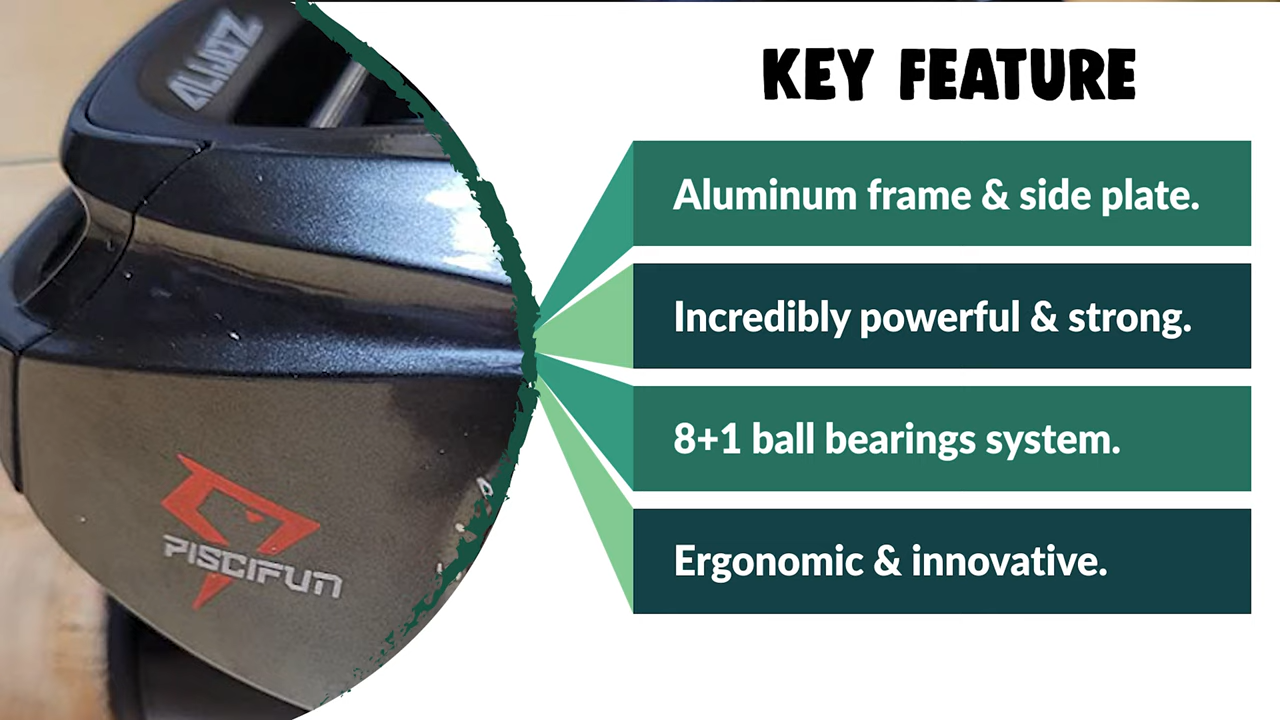 ALIJOZ
KEY FEATURE
Aluminum frame & side plate.
Incredibly powerful & strong.
8+1 ball bearings system.
Ergonomic & innovative.
PISCIFUN